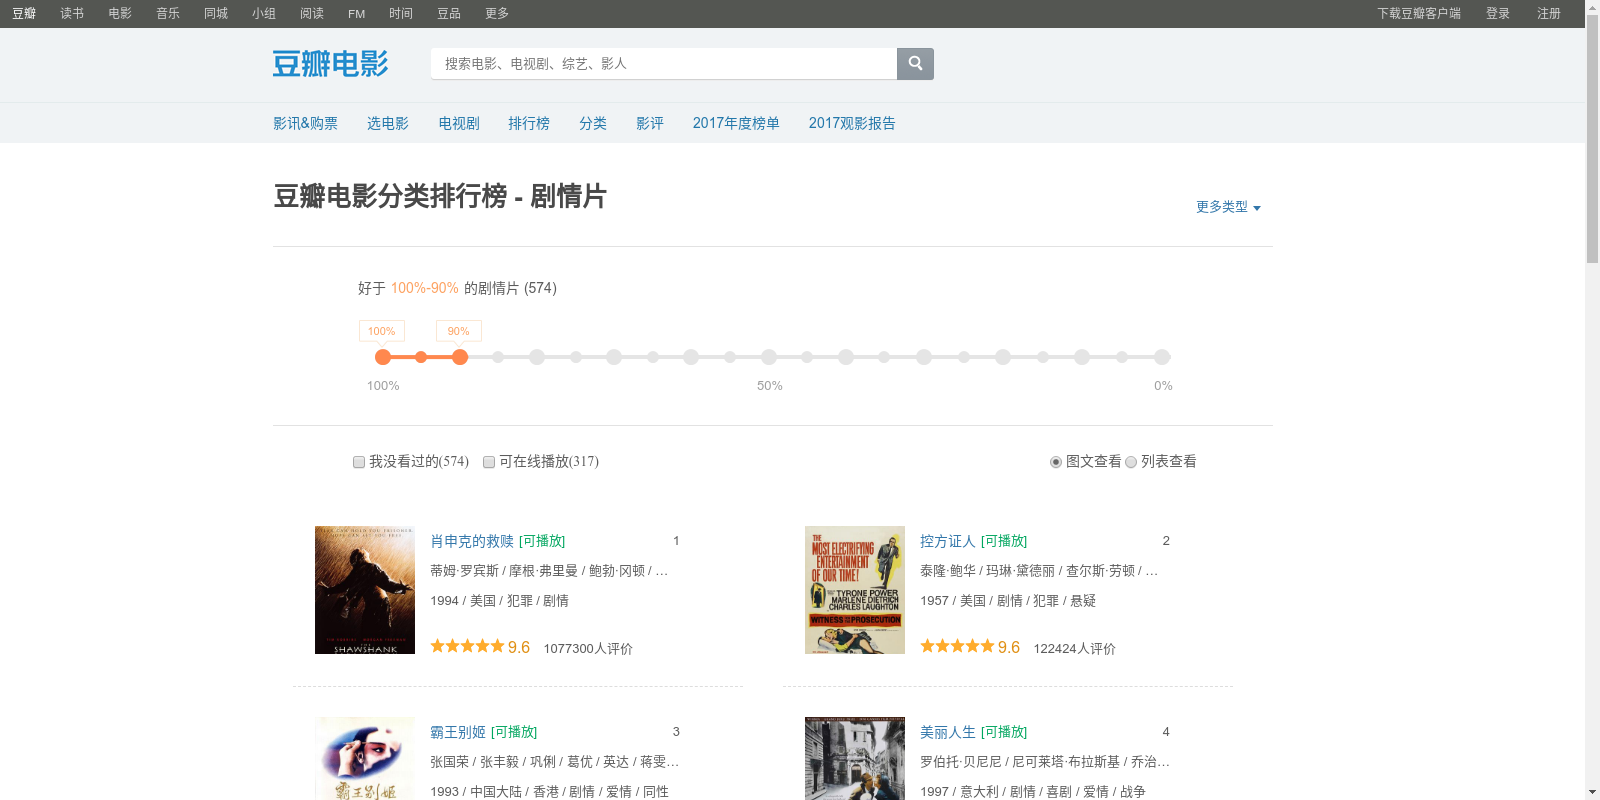 豆瓣 读书 电影 音乐 同城 小组 阅读 FM 时间 豆品 更多 下载豆瓣客户端 登录 注册
豆瓣电影 搜索电影、电视剧、综艺、影人
影讯&购票 选电影 电视剧 排行榜 分类 影评 2017年度榜单 2017观影报告
豆瓣电影分类排行榜 - 剧情片
更多类型
好于 100%-90% 的剧情片 (574)
100% 90%
100% 50% 0%
我没看过的(574) 可在线播放(317) 图文查看 列表查看
肖申克的救赎 [可播放] 1
蒂姆·罗宾斯 / 摩根·弗里曼 / 鲍勃·冈顿 / …
1994 / 美国 / 犯罪 / 剧情
9.6 1077300人评价
SHAWSHANK
控方证人 [可播放] 2
泰隆·鲍华 / 玛琳·黛德丽 / 查尔斯·劳顿 / …
1957 / 美国 / 剧情 / 犯罪 / 悬疑
9.6 122424人评价
THE
MOST ELECTRIFYING
ENTERTAINMENT
OF OUR TIME!
TYRONE POWER
MARLENE DIETRICH
CHARLES LAUGHTON
WITNESS FOR THE PROSECUTION
霸王别姬 [可播放] 3
张国荣 / 张丰毅 / 巩俐 / 葛优 / 英达 / 蒋雯…
1993 / 中国大陆 / 香港 / 剧情 / 爱情 / 同性
霸王别姬
美丽人生 [可播放] 4
罗伯托·贝尼尼 / 尼可莱塔·布拉斯基 / 乔治…
1997 / 意大利 / 剧情 / 喜剧 / 爱情 / 战争